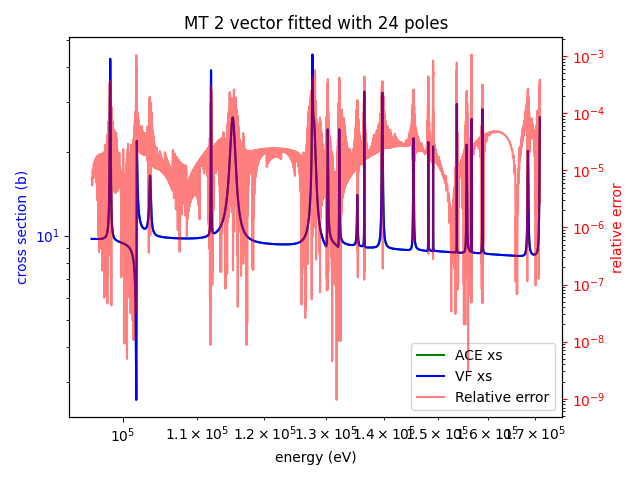 MT 2 vector fitted with 24 poles
cross section (b)
10¹
10⁻³
10⁻⁴
10⁻⁵
10⁻⁶
10⁻⁷
10⁻⁸
10⁻⁹
relative error
ACE xs
VF xs
Relative error
10⁵ 1.1 × 10⁵ 1.2 × 10⁵ 1.3 × 10⁵ 1.4 × 10⁵ 1.5 × 10⁵ 1.6 × 10⁵ 1.7 × 10⁵
energy (eV)